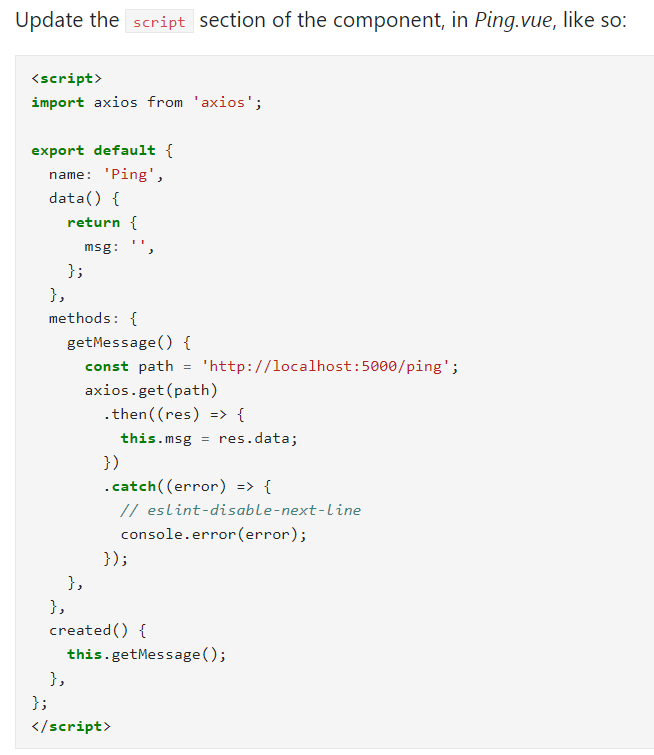 Update the script section of the component, in Ping.vue, like so:
<script>
import axios from 'axios';

export default {
  name: 'Ping',
  data() {
    return {
      msg: '',
    };
  },
  methods: {
    getMessage() {
      const path = 'http://localhost:5000/ping';
      axios.get(path)
        .then((res) => {
          this.msg = res.data;
        })
        .catch((error) => {
          // eslint-disable-next-line
          console.error(error);
        });
    },
  },
  created() {
    this.getMessage();
  },
};
</script>